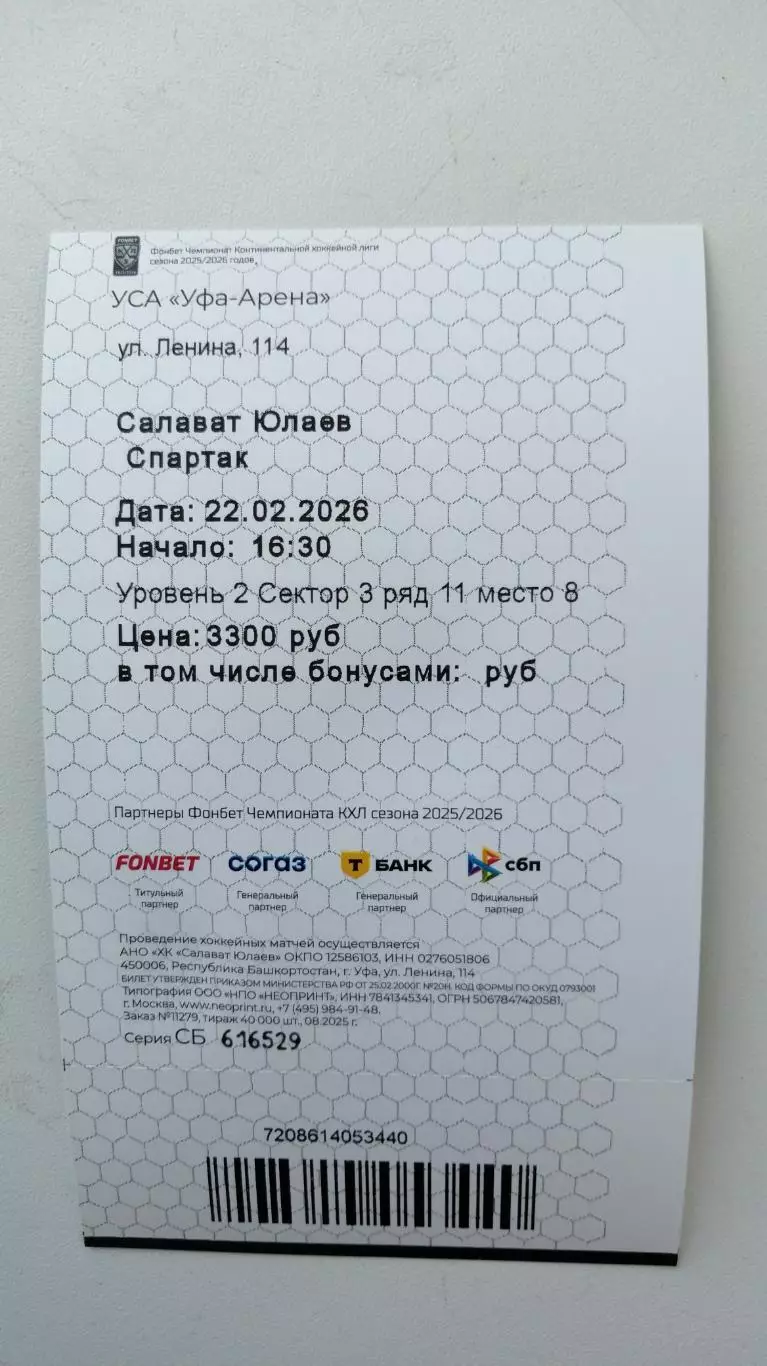 FONBET
Фонбет Чемпионат Континентальной хоккейной лиги
сезона 2025/2026 годов,
УСА «Уфа-Арена»
ул. Ленина, 114
Салават Юлаев
Спартак
Дата: 22.02.2026
Начало: 16:30
Уровень 2 Сектор 3 ряд 11 место 8
Цена:3300 руб
в том числе бонусами: руб
Партнеры Фонбет Чемпионата КХЛ сезона 2025/2026
FONBET СОГАЗ Т БАНК сбп
Титульный партнер Генеральный партнер Генеральный партнер Официальный партнер
Проведение хоккейных матчей осуществляется
АНО «ХК «Салават Юлаев» ОКПО 12586103, ИНН 0276051806
450006, Республика Башкортостан, г. Уфа, ул. Ленина, 114
БИЛЕТ УТВЕРЖДЕН ПРИКАЗОМ МИНИСТЕРСТВА РФ ОТ 25.02.2000Г. №20Н. КОД ФОРМЫ ПО ОКУД 0793001
Типография ООО «НПО «НЕОПРИНТ», ИНН 7841345341, ОГРН 5067847420581,
г. Москва, www.neoprint.ru, +7 (495) 984-91-48.
Заказ №11279, тираж 40 000 шт., 08.2025 г.
Серия СБ 616529
7208614053440